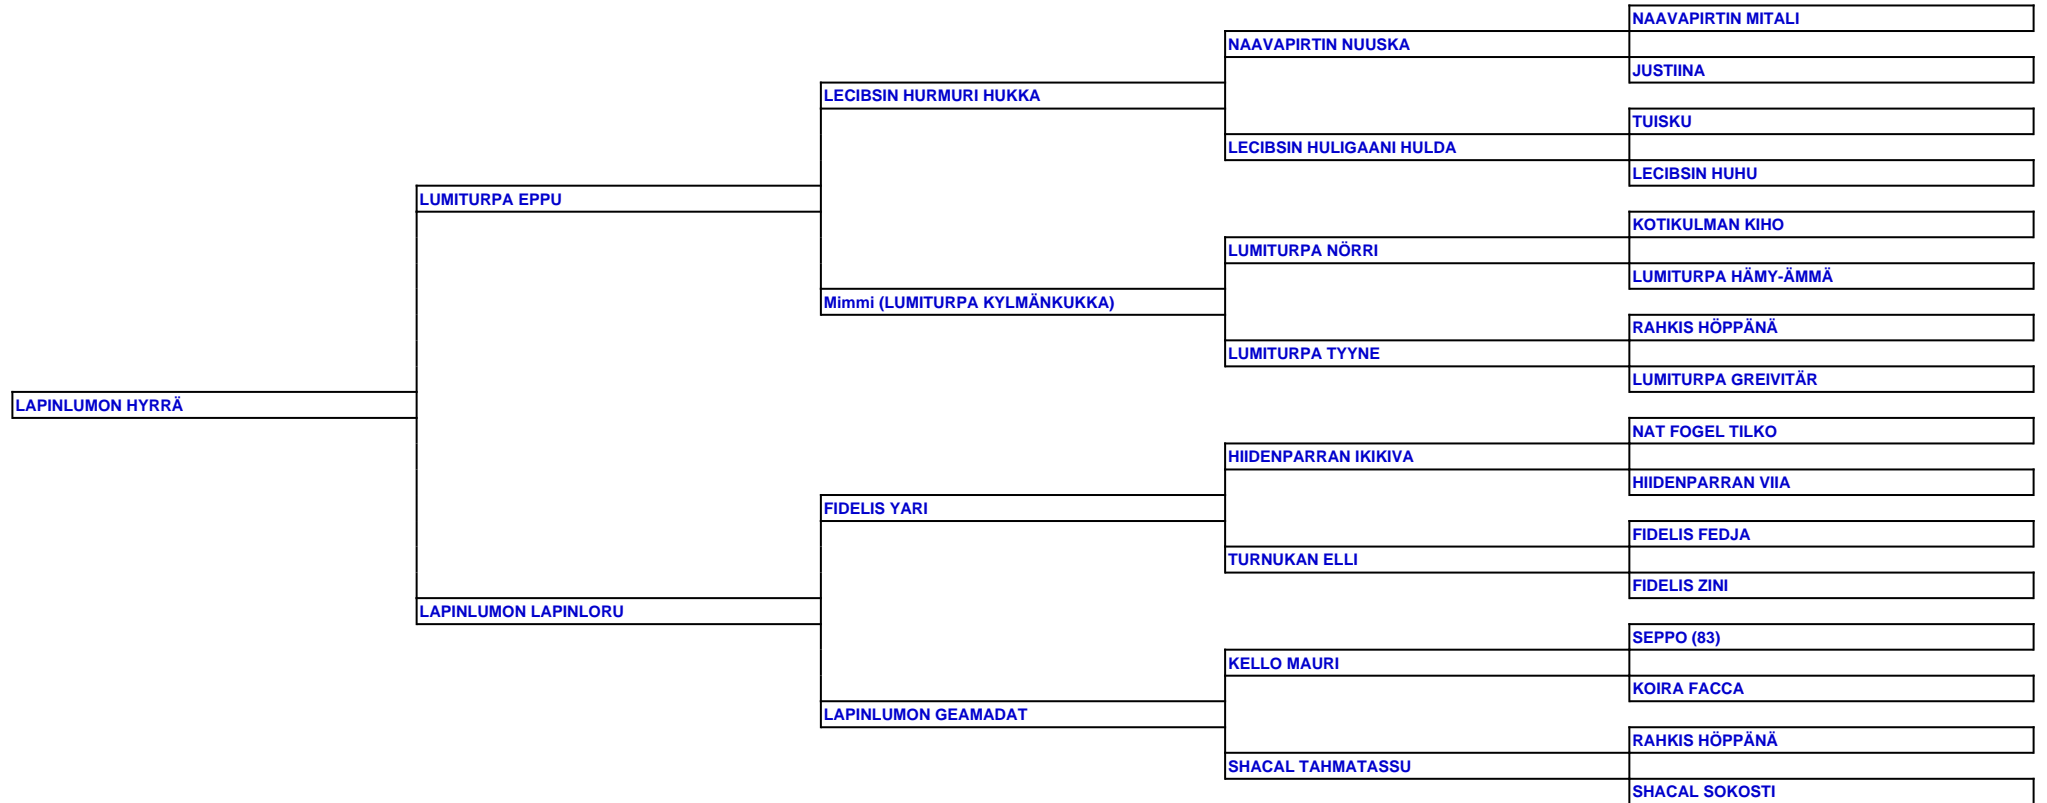 NAAVAPIRTIN MITALI
NAAVAPIRTIN NUUSKA
JUSTIINA
LECIBSIN HURMURI HUKKA
TUISKU
LECIBSIN HULIGAANI HULDA
LECIBSIN HUHU
LUMITURPA EPPU
KOTIKULMAN KIHO
LUMITURPA NÖRRI
LUMITURPA HÄMY-ÄMMÄ
Mimmi (LUMITURPA KYLMÄNKUKKA)
RAHKIS HÖPPÄNÄ
LUMITURPA TYYNE
LUMITURPA GREIVITÄR
LAPINLUMON HYRRÄ
NAT FOGEL TILKO
HIIDENPARRAN IKIKIVA
HIIDENPARRAN VIIA
FIDELIS YARI
FIDELIS FEDJA
TURNUKAN ELLI
FIDELIS ZINI
LAPINLUMON LAPINLORU
SEPPO (83)
KELLO MAURI
KOIRA FACCA
LAPINLUMON GEAMADAT
RAHKIS HÖPPÄNÄ
SHACAL TAHMATASSU
SHACAL SOKOSTI